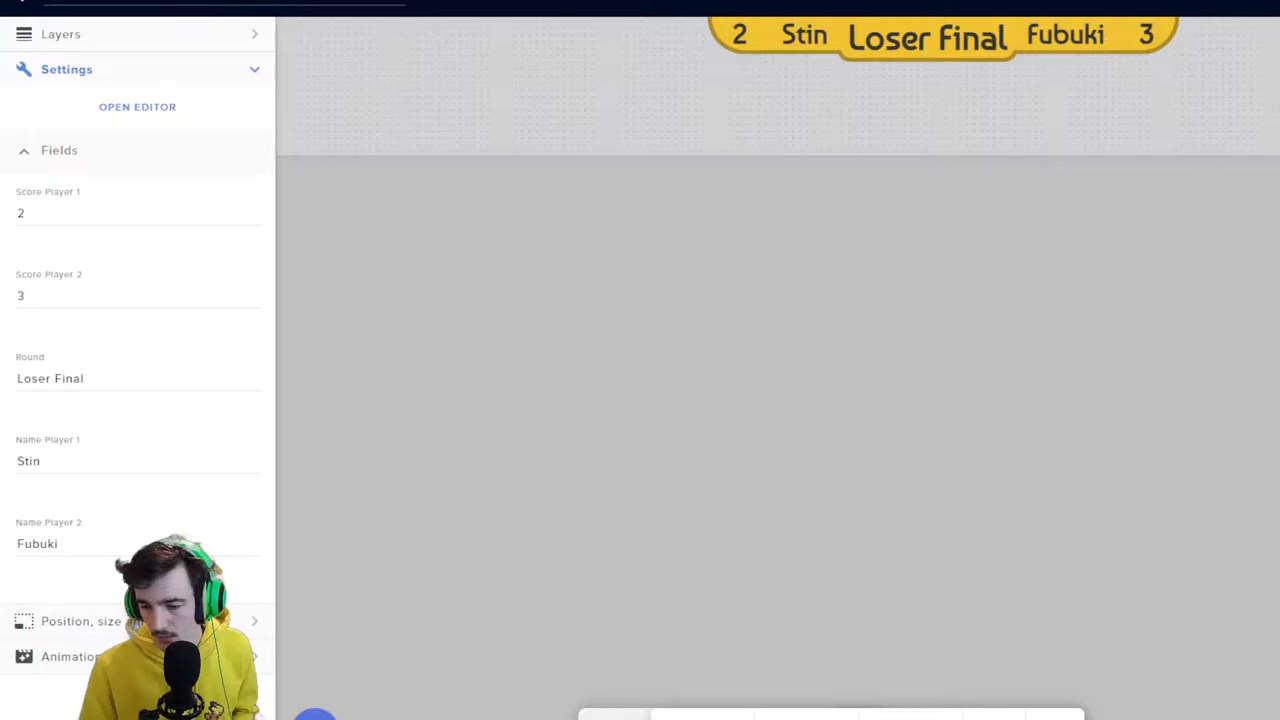 Layers
2 Stin Loser Final Fubuki 3
Settings
OPEN EDITOR
Fields
Score Player 1
2
Score Player 2
3
Round
Loser Final
Name Player 1
Stin
Name Player 2
Fubuki
Position, size